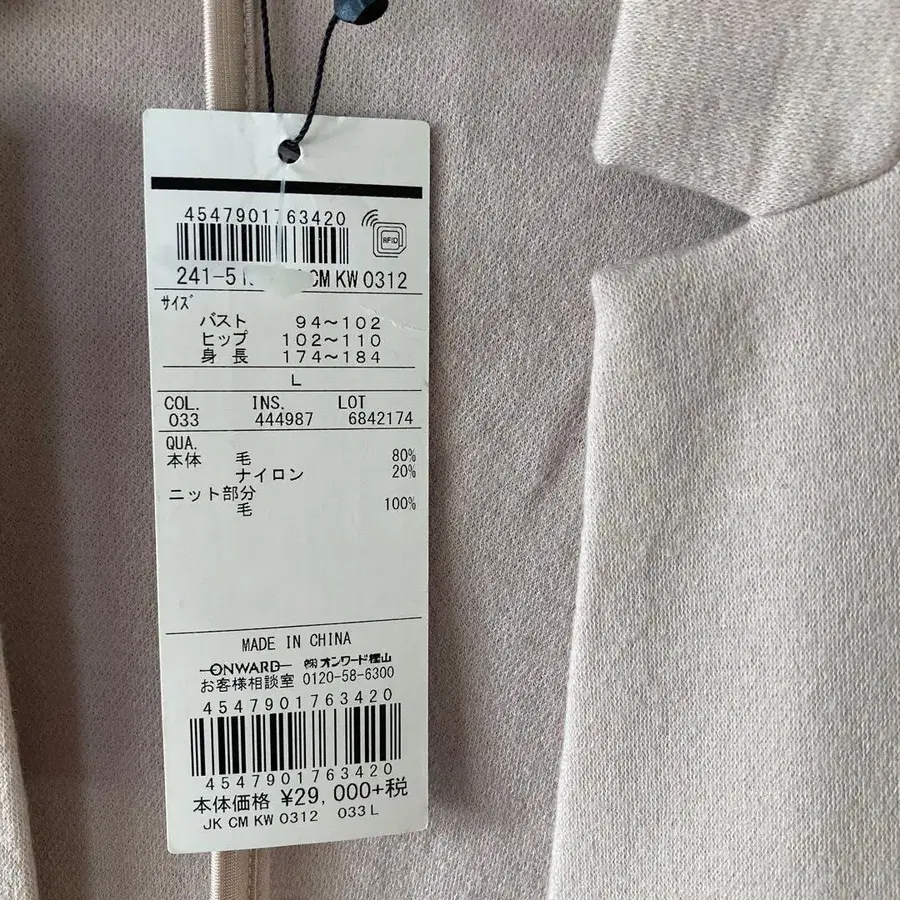 4547901763420
RFID
241-51 CM KW 0312
ｻｲｽﾞ
バスト 94～102
ヒップ 102～110
身長 174～184
L
COL. INS. LOT
033 444987 6842174
QUA.
本体 毛 80%
ナイロン 20%
ニット部分
毛 100%
MADE IN CHINA
ONWARD ㈱オンワード樫山
お客様相談室 0120-58-6300
4547901763420
4547901763420
本体価格 ¥29,000+税
JK CM KW 0312 033 L